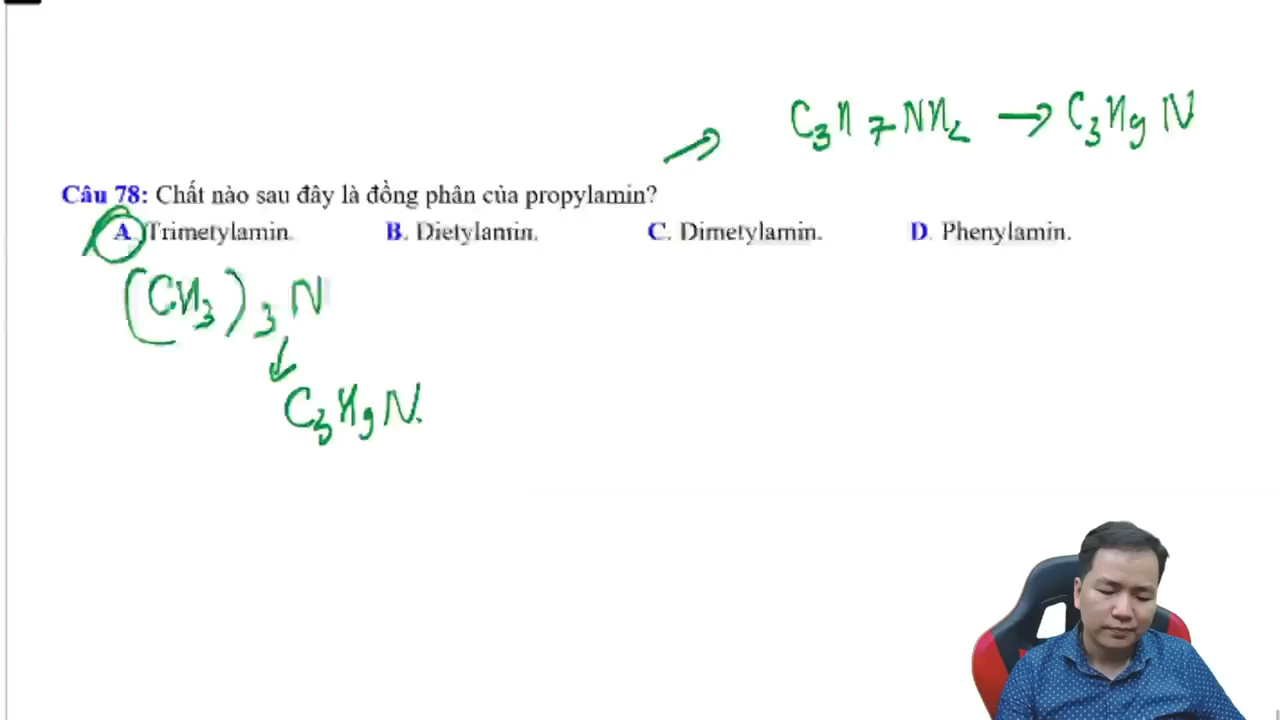 C3H7NH2 → C3H9N
Câu 78: Chất nào sau đây là đồng phân của propylamin?
A. Trimetylamin. B. Dietylamin. C. Dimetylamin. D. Phenylamin.
(CH3)3N
C3H9N.